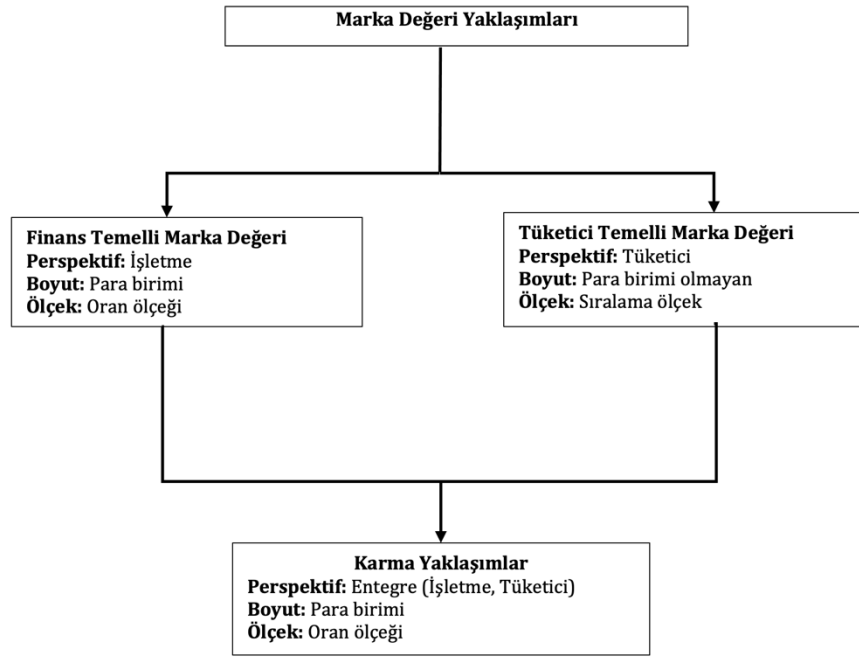 Marka Değeri Yaklaşımları
Finans Temelli Marka Değeri
Perspektif: İşletme
Boyut: Para birimi
Ölçek: Oran ölçeği
Tüketici Temelli Marka Değeri
Perspektif: Tüketici
Boyut: Para birimi olmayan
Ölçek: Sıralama ölçek
Karma Yaklaşımlar
Perspektif: Entegre (İşletme, Tüketici)
Boyut: Para birimi
Ölçek: Oran ölçeği